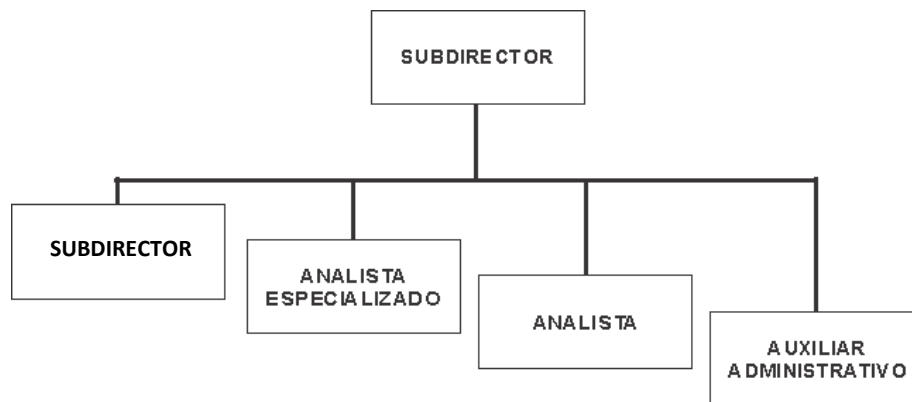 SUBDIRECTOR
SUBDIRECTOR
ANALISTA
ESPECIALIZADO
ANALISTA
AUXILIAR
ADMINISTRATIVO